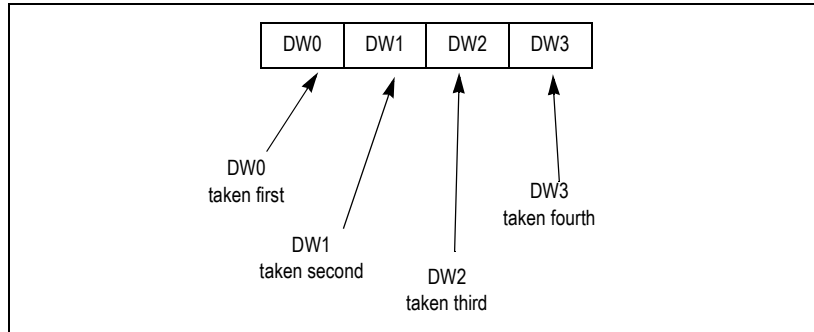 DW0 DW1 DW2 DW3
DW0
taken first
DW1
taken second
DW2
taken third
DW3
taken fourth